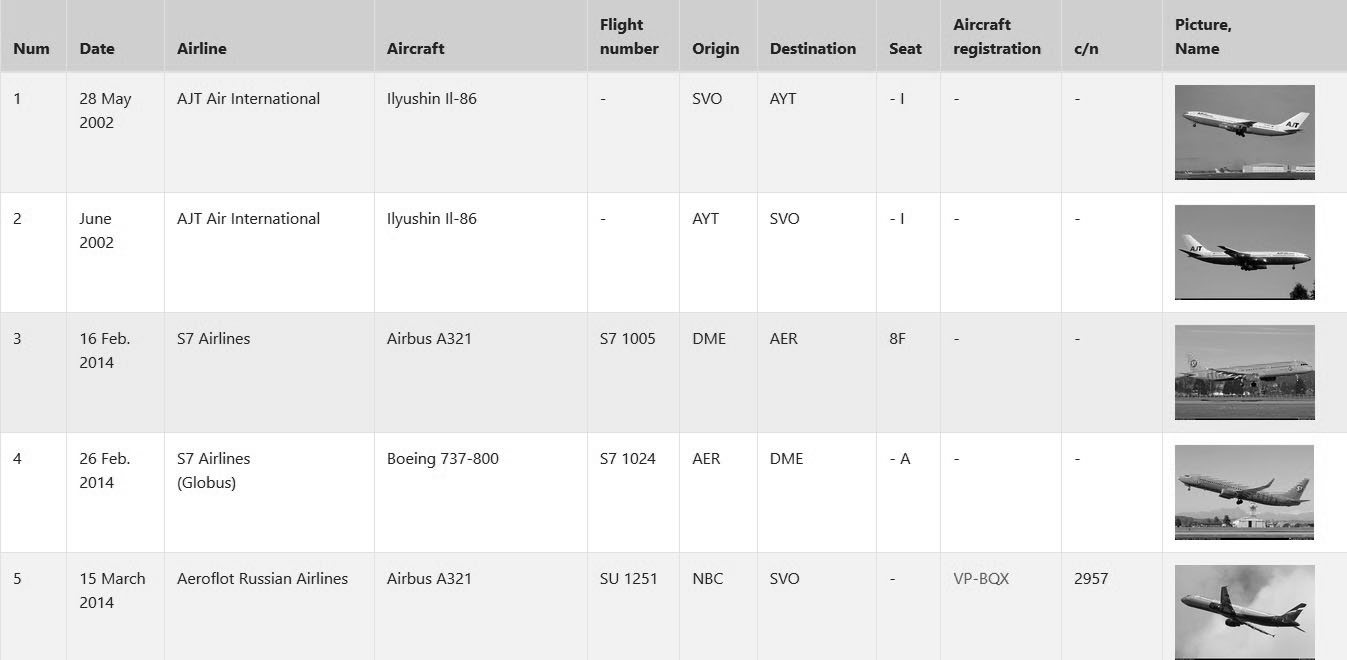 Num Date Airline Aircraft Flight number Origin Destination Seat Aircraft registration c/n Picture, Name
1 28 May 2002 AJT Air International Ilyushin Il-86 - SVO AYT - I - -
AJT
2 June 2002 AJT Air International Ilyushin Il-86 - AYT SVO - I - -
AJT
3 16 Feb. 2014 S7 Airlines Airbus A321 S7 1005 DME AER 8F - -
4 26 Feb. 2014 S7 Airlines (Globus) Boeing 737-800 S7 1024 AER DME - A - -
5 15 March 2014 Aeroflot Russian Airlines Airbus A321 SU 1251 NBC SVO - VP-BQX 2957